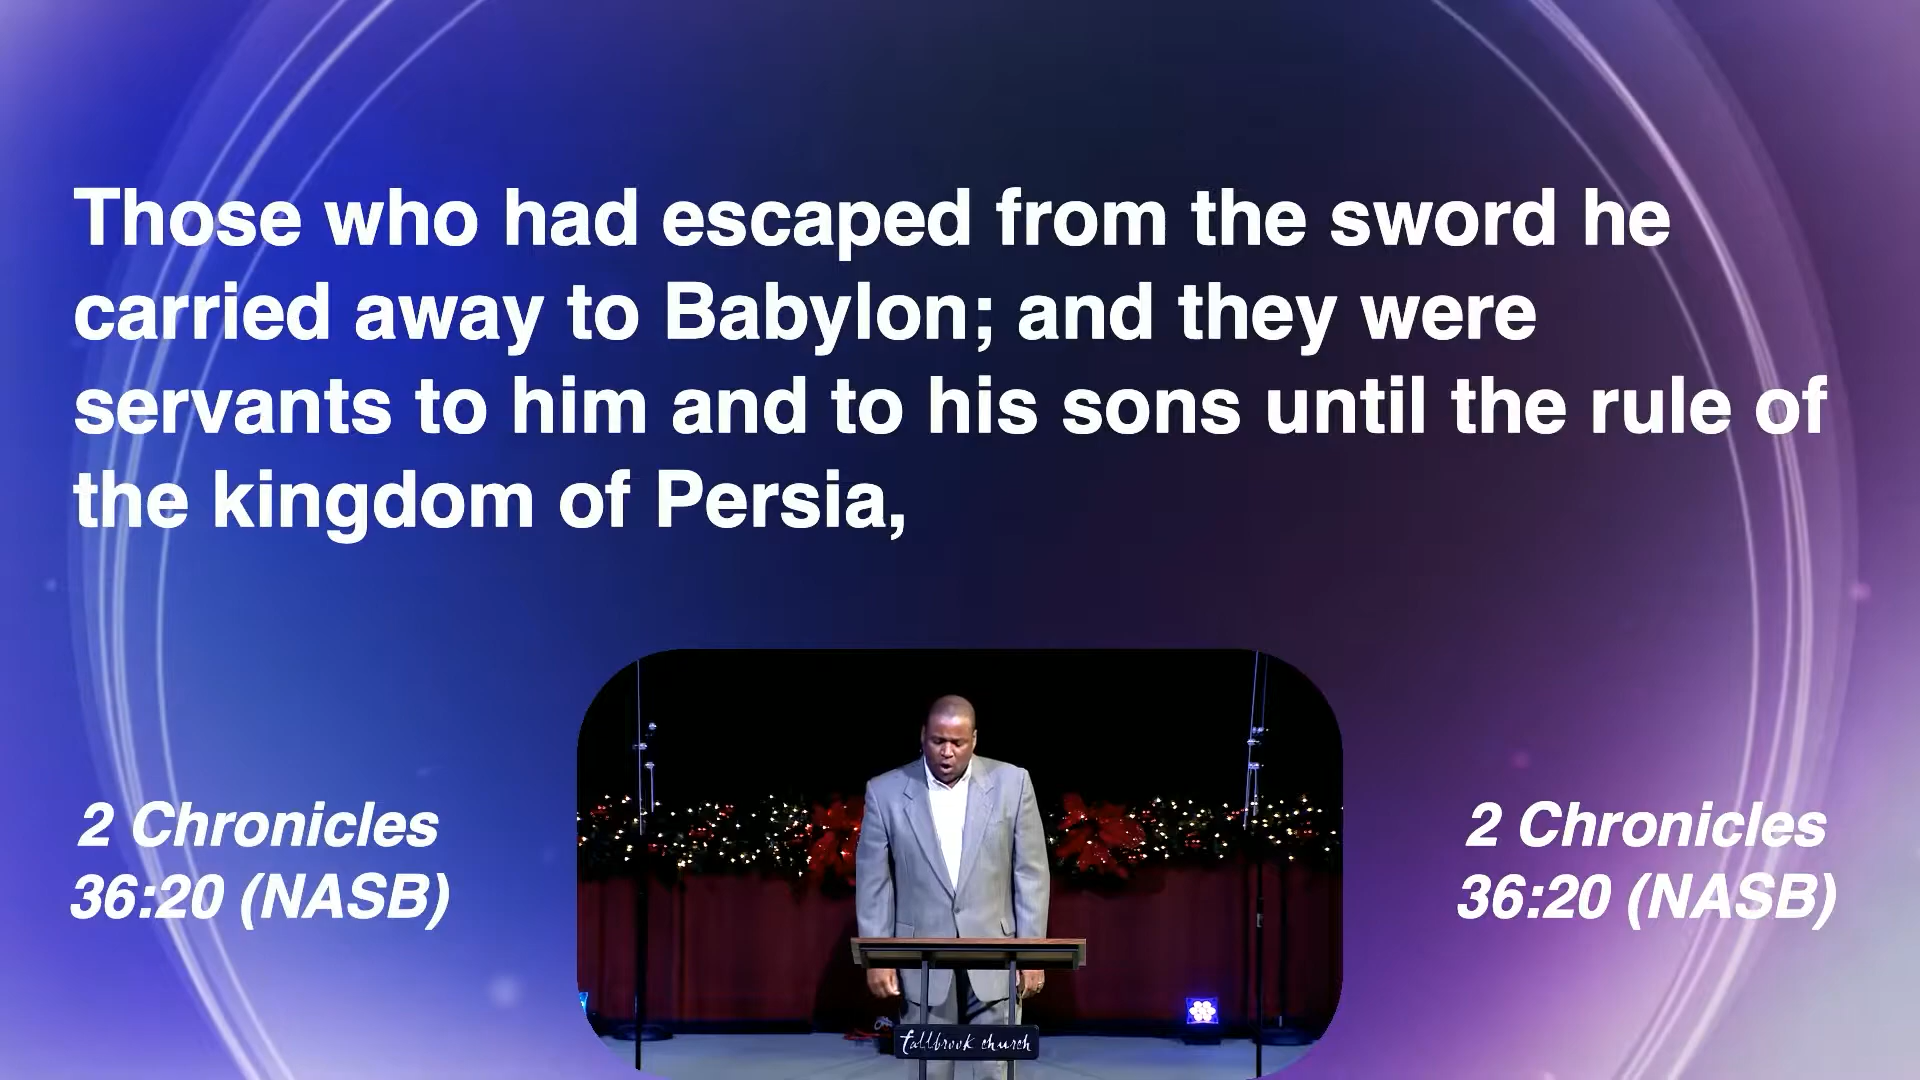 Those who had escaped from the sword he
carried away to Babylon; and they were
servants to him and to his sons until the rule of
the kingdom of Persia,
2 Chronicles
36:20 (NASB)
2 Chronicles
36:20 (NASB)
fallbrook church